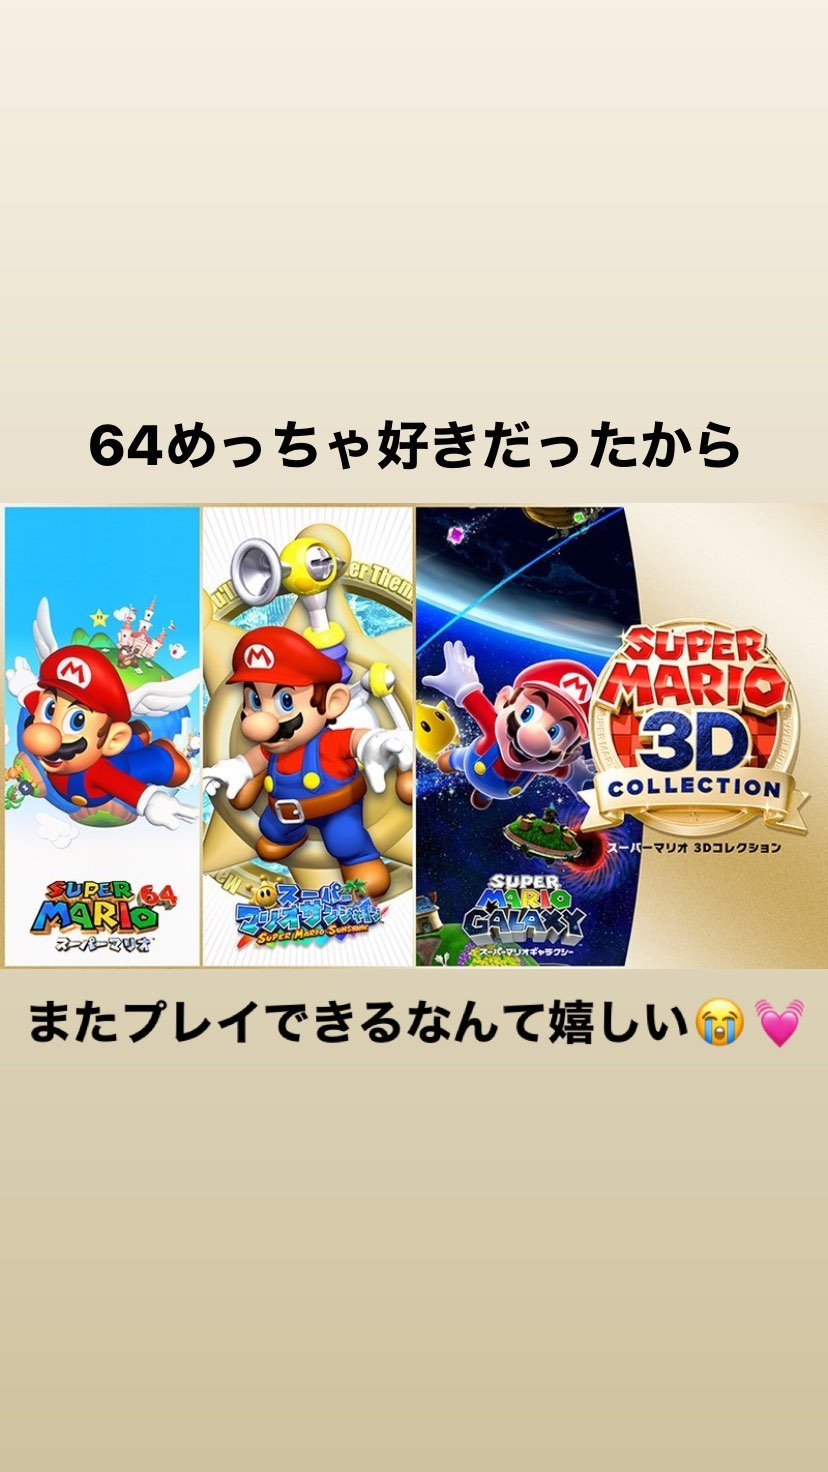 64めっちゃ好きだったから
SUPER
MARIO 64
スーパーマリオ
スーパー
マリオサンシャイン
SUPER MARIO SUNSHINE
SUPER
MARIO
GALAXY
スーパーマリオギャラクシー
SUPER
MARIO
3D
COLLECTION
スーパーマリオ 3Dコレクション
またプレイできるなんて嬉しい😭💓